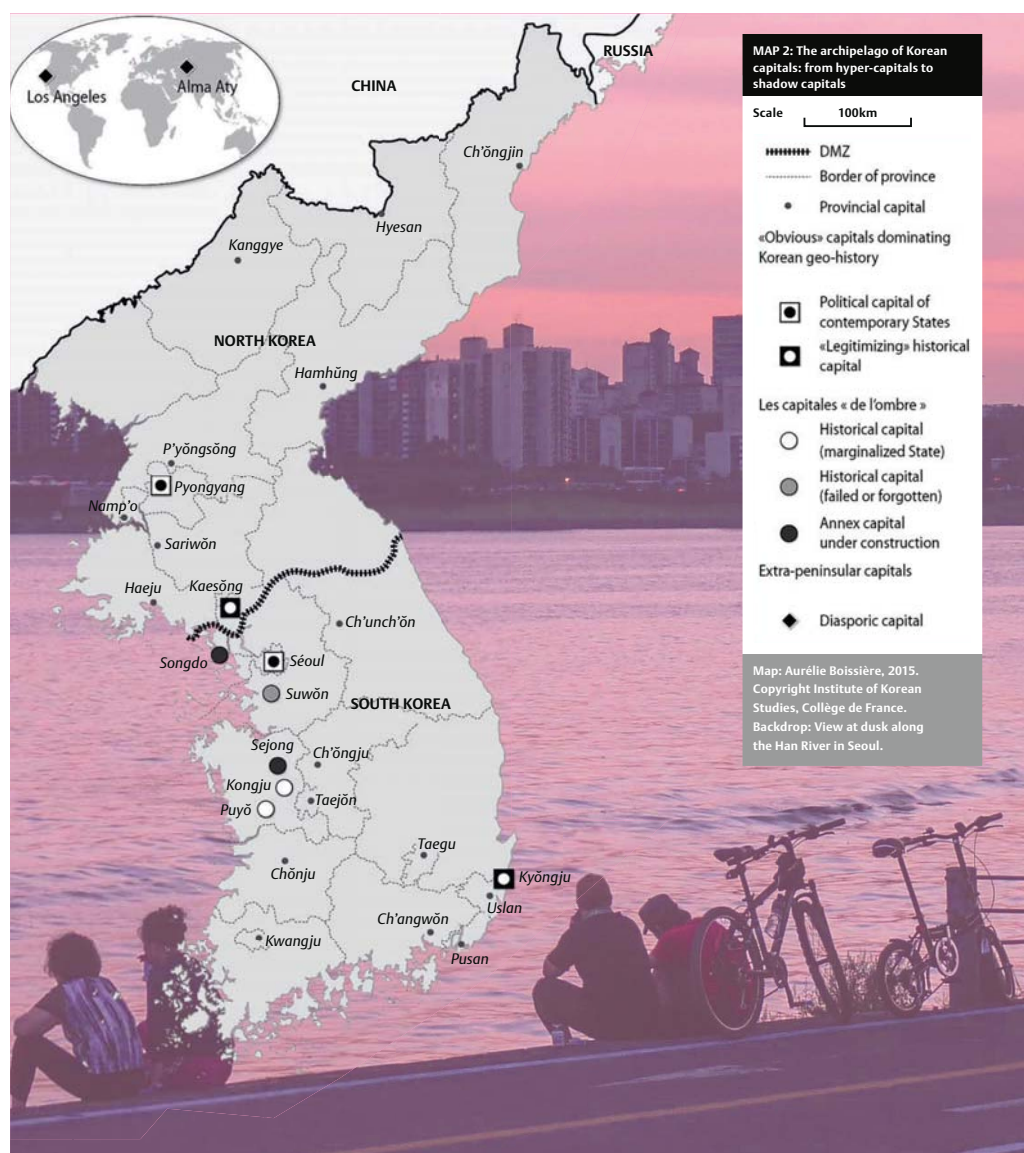 RUSSIA
CHINA
Los Angeles
Alma Aty
Ch'ŏngjin
Hyesan
Kanggye
NORTH KOREA
Hamhŭng
P'yŏngsŏng
Pyongyang
Namp'o
Sariwŏn
Haeju
Kaesŏng
Ch'unch'ŏn
Songdo
Séoul
Suwŏn
SOUTH KOREA
Sejong
Ch'ŏngju
Kongju
Taejŏn
Puyŏ
Taegu
Chŏnju
Kyŏngju
Uslan
Ch'angwŏn
Kwangju
Pusan
MAP 2: The archipelago of Korean
capitals: from hyper-capitals to
shadow capitals
Scale 100km
DMZ
Border of province
Provincial capital
«Obvious» capitals dominating
Korean geo-history
Political capital of
contemporary States
«Legitimizing» historical
capital
Les capitales « de l'ombre »
Historical capital
(marginalized State)
Historical capital
(failed or forgotten)
Annex capital
under construction
Extra-peninsular capitals
Diasporic capital
Map: Aurélie Boissière, 2015.
Copyright Institute of Korean
Studies, Collège de France.
Backdrop: View at dusk along
the Han River in Seoul.